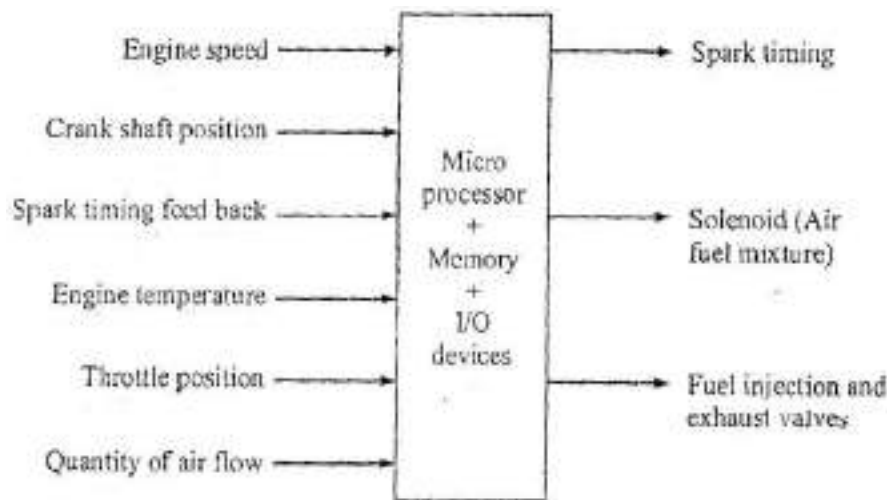 Engine speed
Crank shaft position
Spark timing feed back
Engine temperature
Throttle position
Quantity of air flow
Micro
processor
+
Memory
+
I/O
devices
Spark timing
Solenoid (Air
fuel mixture)
Fuel injection and
exhaust valves